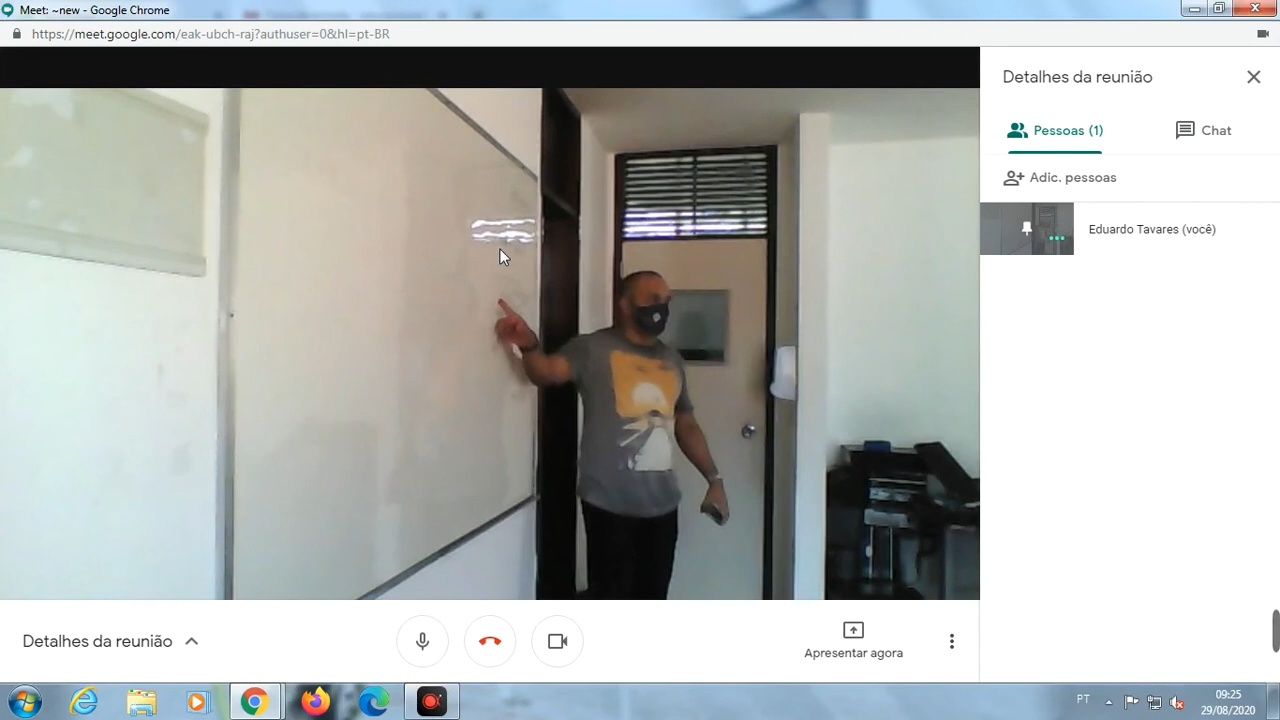 Meet: ~new - Google Chrome
https://meet.google.com/eak-ubch-raj?authuser=0&hl=pt-BR
Detalhes da reunião
Pessoas (1)
Chat
Adic. pessoas
Eduardo Tavares (você)
Detalhes da reunião
Apresentar agora
PT
09:25
29/08/2020